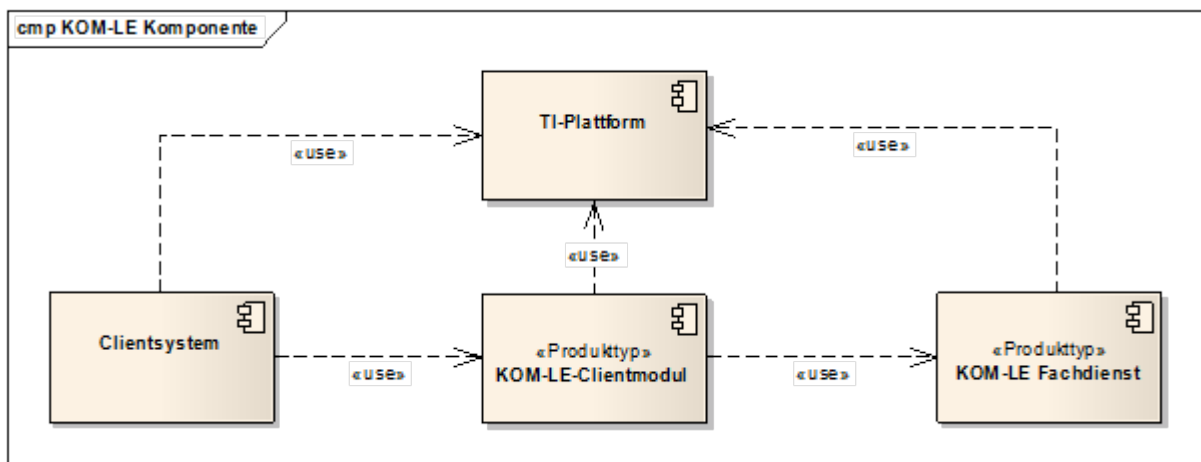 cmp KOM-LE Komponente
TI-Plattform
«use»
«use»
«use»
Clientsystem
«Produkttyp»
KOM-LE-Clientmodul
«Produkttyp»
KOM-LE Fachdienst
«use»
«use»